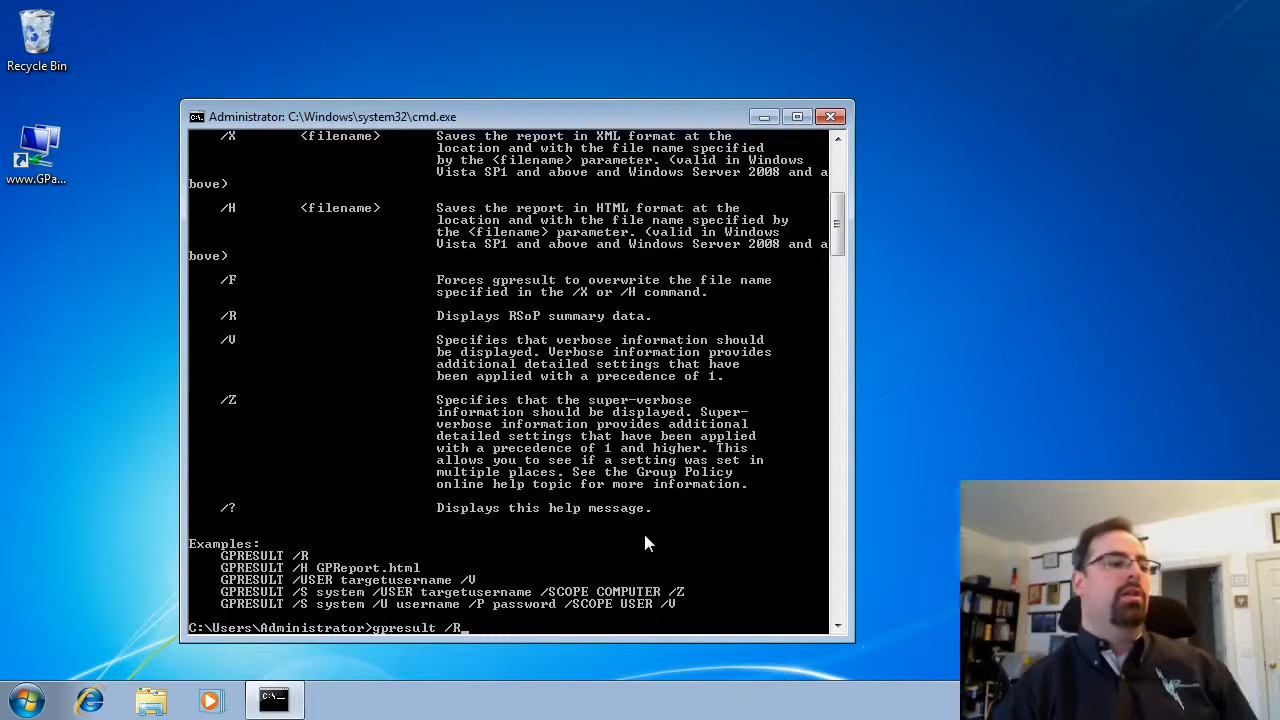 Recycle Bin
www.GPa...
Administrator: C:\Windows\system32\cmd.exe
/X <filename> Saves the report in XML format at the
location and with the file name specified
by the <filename> parameter. (valid in Windows
Vista SP1 and above and Windows Server 2008 and a
bove)
/H <filename> Saves the report in HTML format at the
location and with the file name specified by
the <filename> parameter. (valid in Windows
Vista SP1 and above and Windows Server 2008 and a
bove)
/F Forces gpresult to overwrite the file name
specified in the /X or /H command.
/R Displays RSoP summary data.
/V Specifies that verbose information should
be displayed. Verbose information provides
additional detailed settings that have
been applied with a precedence of 1.
/Z Specifies that the super-verbose
information should be displayed. Super-
verbose information provides additional
detailed settings that have been applied
with a precedence of 1 and higher. This
allows you to see if a setting was set in
multiple places. See the Group Policy
online help topic for more information.
/? Displays this help message.
Examples:
GPRESULT /R
GPRESULT /H GPReport.html
GPRESULT /USER targetusername /V
GPRESULT /S system /USER targetusername /SCOPE COMPUTER /Z
GPRESULT /S system /U username /P password /SCOPE USER /V
C:\Users\Administrator>gpresult /R_